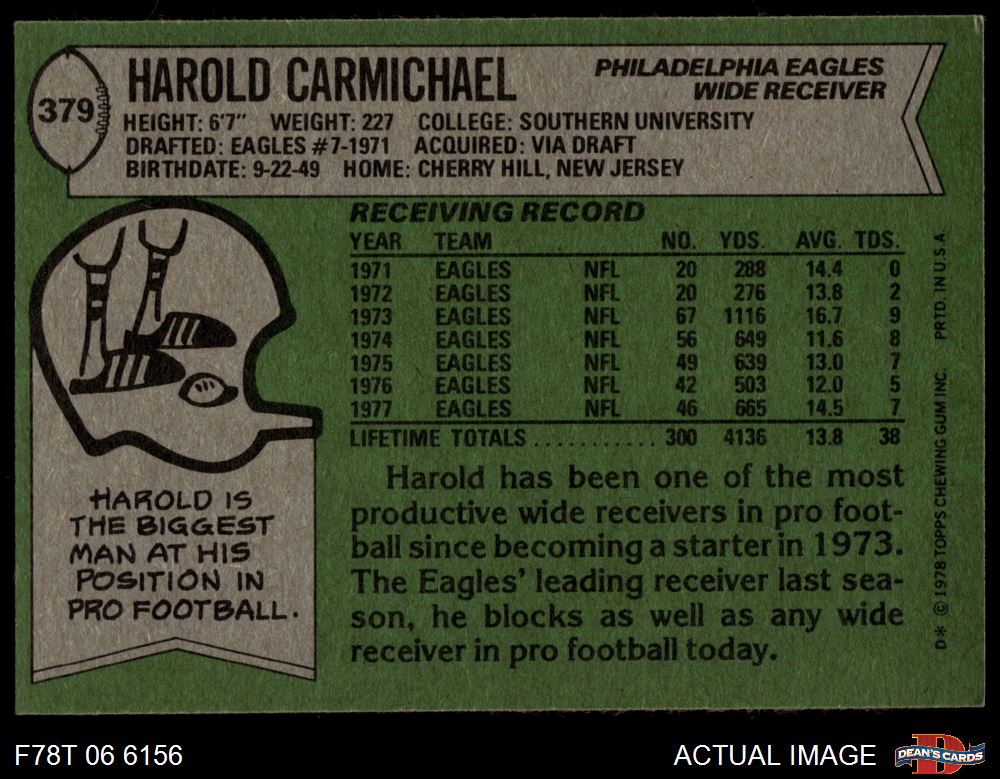 379
HAROLD CARMICHAEL
PHILADELPHIA EAGLES
WIDE RECEIVER
HEIGHT: 6'7" WEIGHT: 227 COLLEGE: SOUTHERN UNIVERSITY
DRAFTED: EAGLES #7-1971 ACQUIRED: VIA DRAFT
BIRTHDATE: 9-22-49 HOME: CHERRY HILL, NEW JERSEY
RECEIVING RECORD
YEAR TEAM NO. YDS. AVG. TDS.
1971 EAGLES NFL 20 288 14.4 0
1972 EAGLES NFL 20 276 13.8 2
1973 EAGLES NFL 67 1116 16.7 9
1974 EAGLES NFL 56 649 11.6 8
1975 EAGLES NFL 49 639 13.0 7
1976 EAGLES NFL 42 503 12.0 5
1977 EAGLES NFL 46 665 14.5 7
LIFETIME TOTALS ........... 300 4136 13.8 38
Harold has been one of the most
productive wide receivers in pro foot-
ball since becoming a starter in 1973.
The Eagles' leading receiver last sea-
son, he blocks as well as any wide
receiver in pro football today.
HAROLD IS
THE BIGGEST
MAN AT HIS
POSITION IN
PRO FOOTBALL.
D* © 1978 TOPPS CHEWING GUM INC. PRTD. IN U.S.A.
F78T 06 6156
ACTUAL IMAGE
DEAN'S CARDS